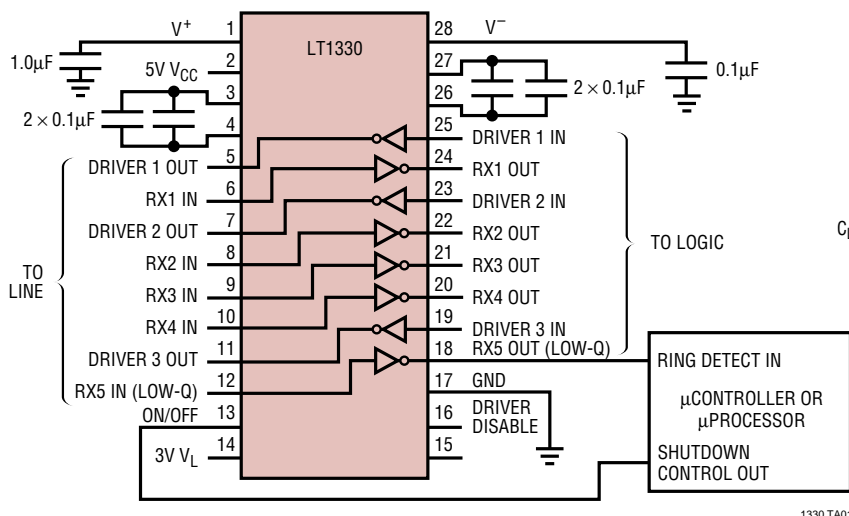 LT1330
V+
1
28
V–
1.0µF
0.1µF
5V VCC
2
27
3
26
2 × 0.1µF
2 × 0.1µF
4
25
DRIVER 1 IN
DRIVER 1 OUT
5
24
RX1 OUT
RX1 IN
6
23
DRIVER 2 IN
DRIVER 2 OUT
7
22
RX2 OUT
RX2 IN
8
21
RX3 OUT
RX3 IN
9
20
RX4 OUT
RX4 IN
10
19
DRIVER 3 IN
DRIVER 3 OUT
11
18
RX5 OUT (LOW-Q)
RX5 IN (LOW-Q)
12
17
GND
ON/OFF
13
16
DRIVER
DISABLE
3V VL
14
15
TO
LINE
TO LOGIC
RING DETECT IN
µCONTROLLER OR
µPROCESSOR
SHUTDOWN
CONTROL OUT
1330 TA01